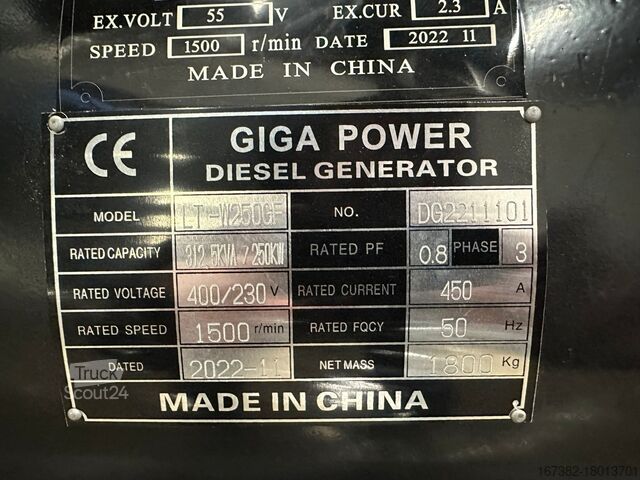 EX.VOLT 55 V EX.CUR 2.3 A
SPEED 1500 r/min DATE 2022 11
MADE IN CHINA
CE GIGA POWER
DIESEL GENERATOR
MODEL LT-W250GF NO. DG2211101
RATED CAPACITY 312.5KVA/250KW RATED PF 0.8 PHASE 3
RATED VOLTAGE 400/230 V RATED CURRENT 450 A
RATED SPEED 1500 r/min RATED FQCY 50 Hz
DATED 2022-11 NET MASS 1800 Kg
MADE IN CHINA
Truck
Scout24
167382-18013701